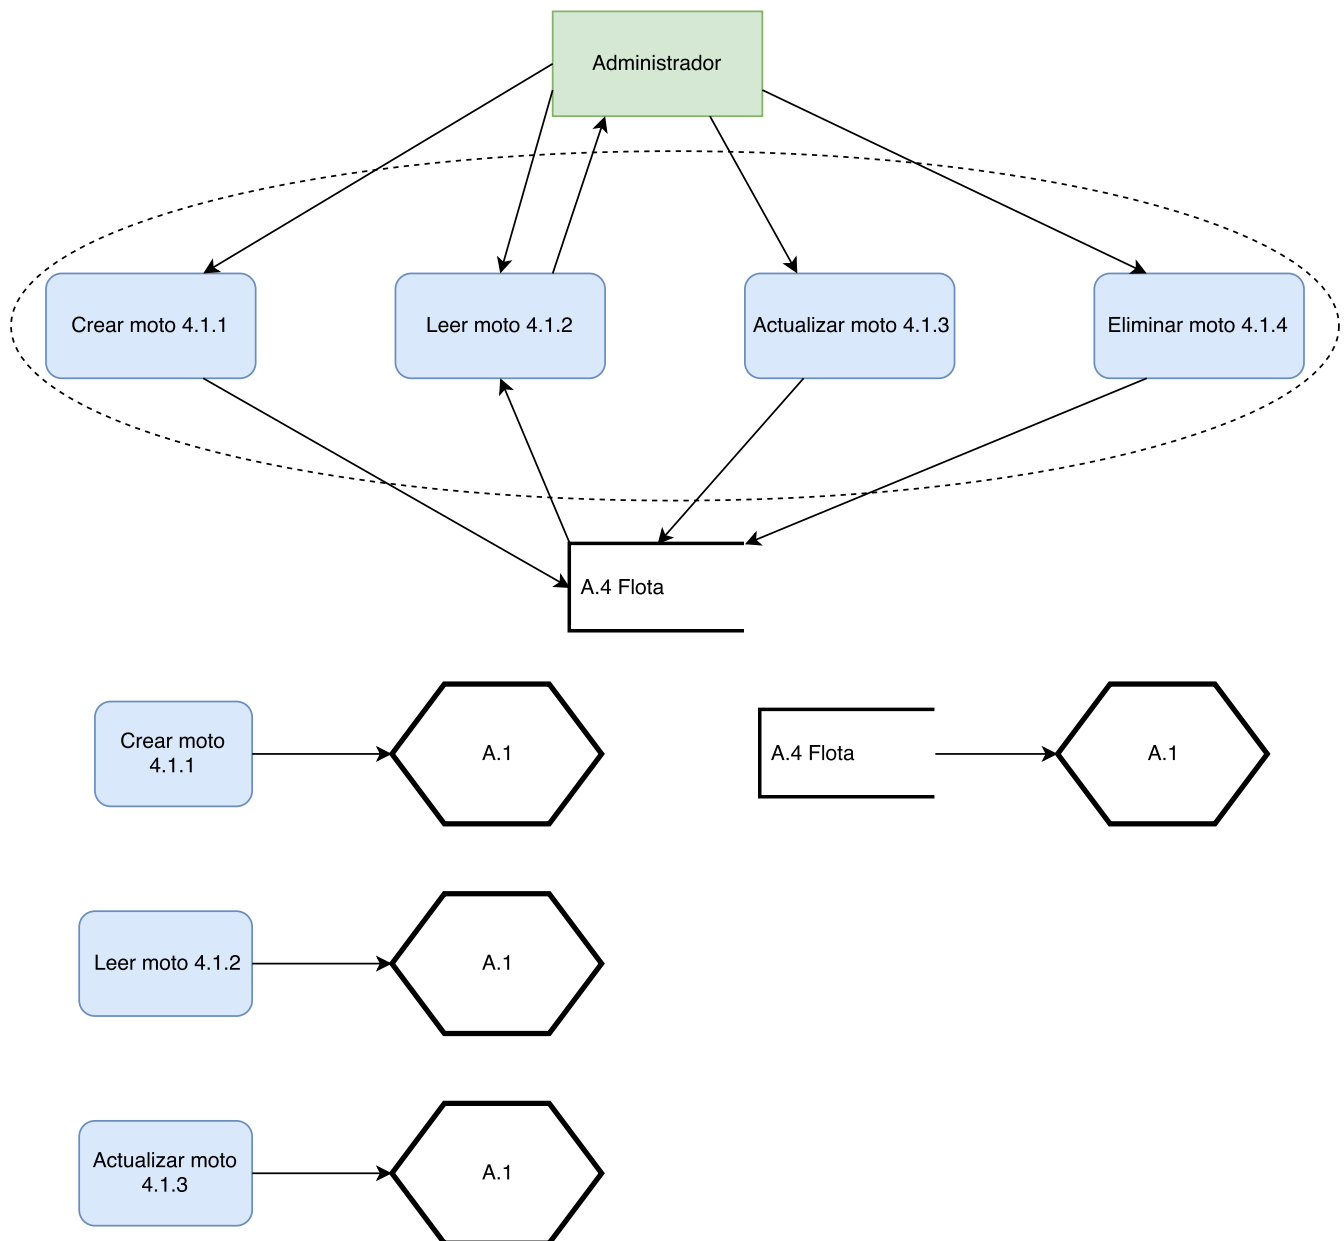 Administrador
Crear moto 4.1.1
Leer moto 4.1.2
Actualizar moto 4.1.3
Eliminar moto 4.1.4
A.4 Flota
Crear moto
4.1.1
A.1
A.4 Flota
A.1
Leer moto 4.1.2
A.1
Actualizar moto
4.1.3
A.1